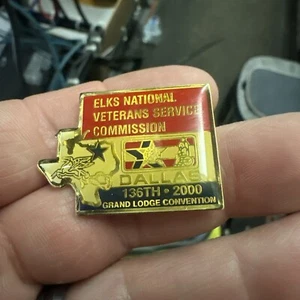 ELKS NATIONAL
VETERANS SERVICE
COMMISSION
DALLAS
136TH • 2000
GRAND LODGE CONVENTION